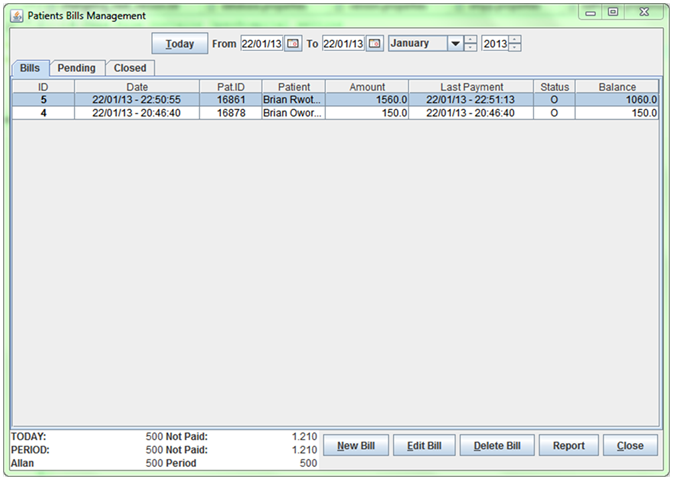 Patients Bills Management
Today From 22/01/13 To 22/01/13 January 2013
Bills Pending Closed
ID Date Pat.ID Patient Amount Last Payment Status Balance
5 22/01/13 - 22:50:55 16861 Brian Rwot... 1560.0 22/01/13 - 22:51:13 O 1060.0
4 22/01/13 - 20:46:40 16878 Brian Owor... 150.0 22/01/13 - 20:46:40 O 150.0
TODAY: 500 Not Paid: 1.210
PERIOD: 500 Not Paid: 1.210
Allan 500 Period 500
New Bill Edit Bill Delete Bill Report Close